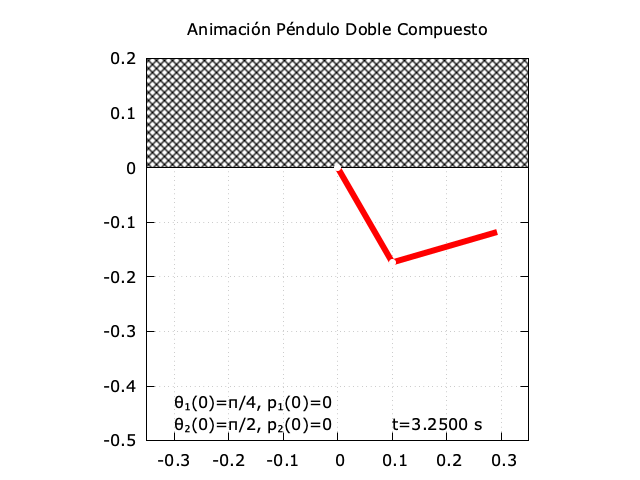 Animación Péndulo Doble Compuesto
0.2
0.1
0
-0.1
-0.2
-0.3
-0.4
-0.5
θ₁(0)=π/4, p₁(0)=0
θ₂(0)=π/2, p₂(0)=0
t=3.2500 s
-0.3 -0.2 -0.1 0 0.1 0.2 0.3